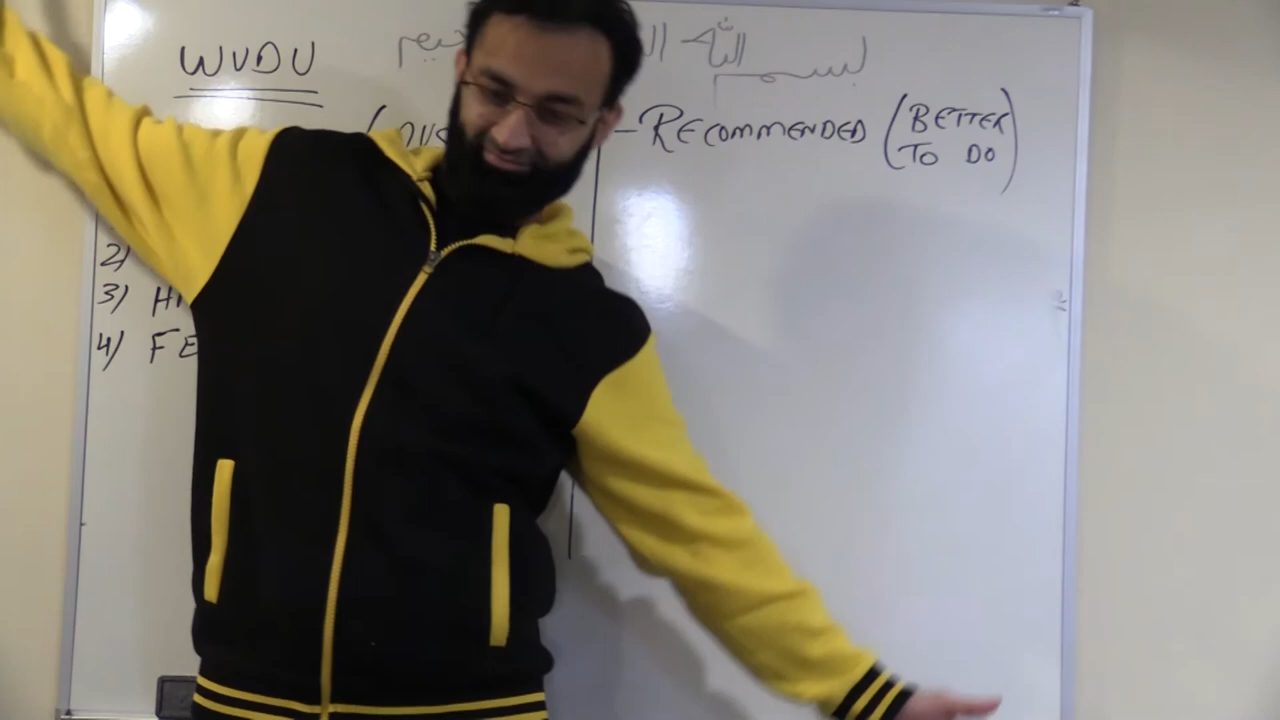 WUDU
بسم الله ال
RECOMMENDED (BETTER
TO DO)
2)
3) H
4) FE